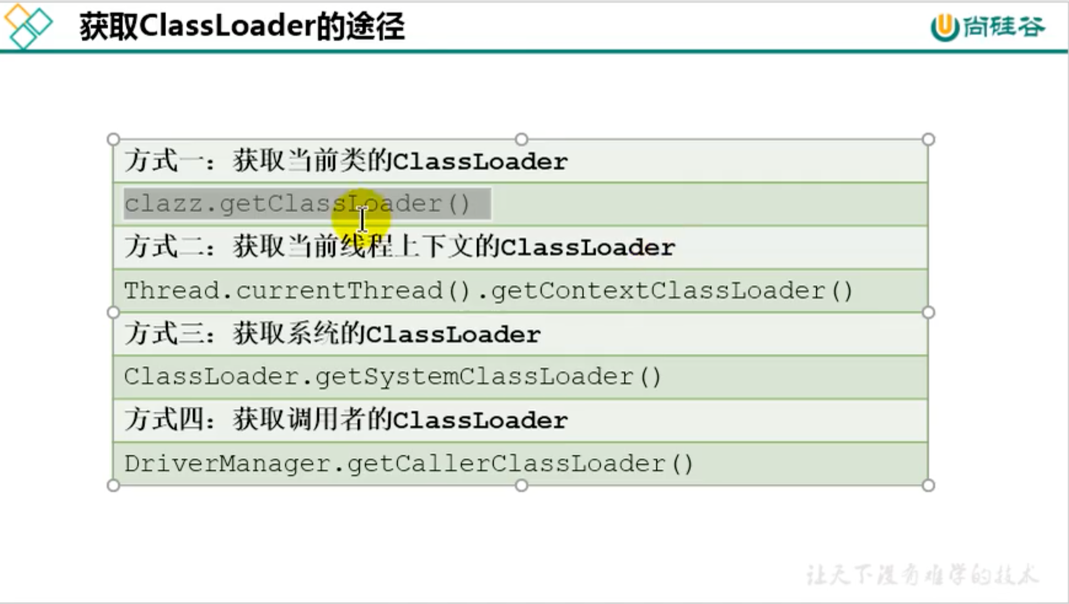 获取ClassLoader的途径
尚硅谷
方式一：获取当前类的ClassLoader
clazz.getClassLoader()
方式二：获取当前线程上下文的ClassLoader
Thread.currentThread().getContextClassLoader()
方式三：获取系统的ClassLoader
ClassLoader.getSystemClassLoader()
方式四：获取调用者的ClassLoader
DriverManager.getCallerClassLoader()
让天下没有难学的技术